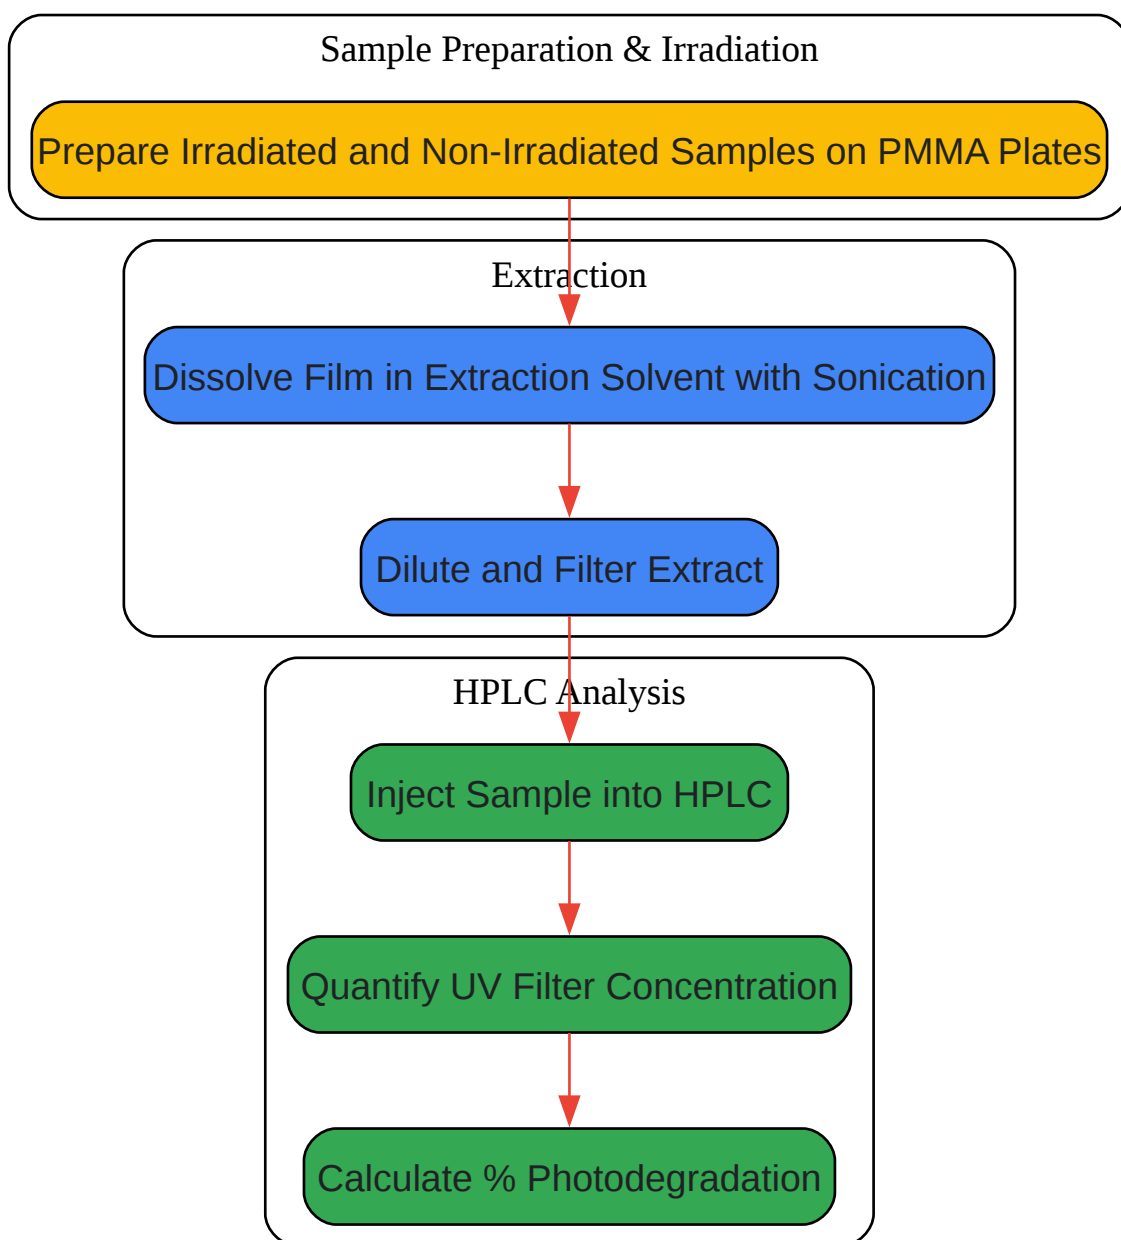 Sample Preparation & Irradiation
Prepare Irradiated and Non-Irradiated Samples on PMMA Plates
Extraction
Dissolve Film in Extraction Solvent with Sonication
Dilute and Filter Extract
HPLC Analysis
Inject Sample into HPLC
Quantify UV Filter Concentration
Calculate % Photodegradation